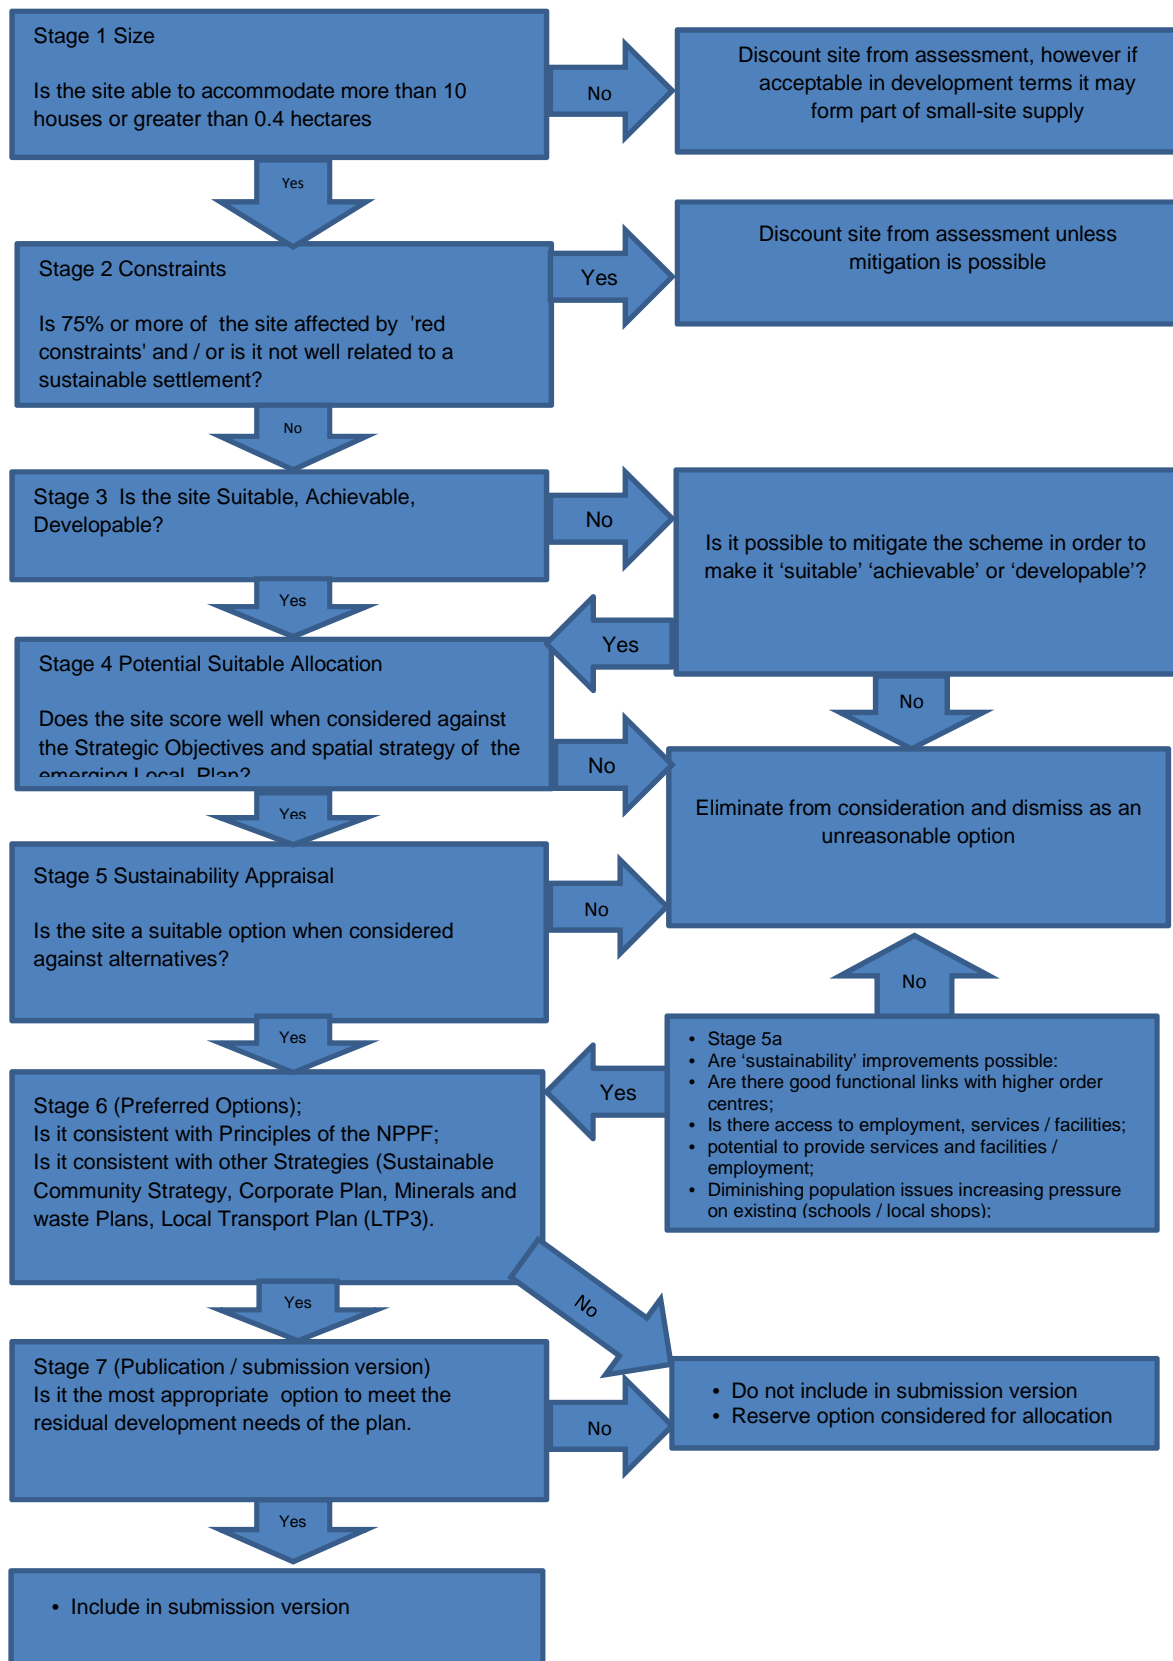 Stage 1 Size
Is the site able to accommodate more than 10
houses or greater than 0.4 hectares
No
Discount site from assessment, however if
acceptable in development terms it may
form part of small-site supply
Yes
Stage 2 Constraints
Is 75% or more of  the site affected by  'red
constraints' and / or is it not well related to a
sustainable settlement?
Yes
Discount site from assessment unless
mitigation is possible
No
Stage 3  Is the site Suitable, Achievable,
Developable?
No
Is it possible to mitigate the scheme in order to
make it ‘suitable’ ‘achievable’ or ‘developable’?
Yes
Yes
No
Stage 4 Potential Suitable Allocation
Does the site score well when considered against
the Strategic Objectives and spatial strategy of  the
emerging Local  Plan?
No
Eliminate from consideration and dismiss as an
unreasonable option
Yes
Stage 5 Sustainability Appraisal
Is the site a suitable option when considered
against alternatives?
No
No
Yes
• Stage 5a
• Are ‘sustainability’ improvements possible:
• Are there good functional links with higher order
centres;
• Is there access to employment, services / facilities;
• potential to provide services and facilities /
employment;
• Diminishing population issues increasing pressure
on existing (schools / local shops);
Yes
Stage 6 (Preferred Options);
Is it consistent with Principles of the NPPF;
Is it consistent with other Strategies (Sustainable
Community Strategy, Corporate Plan, Minerals and
waste Plans, Local Transport Plan (LTP3).
No
Yes
Stage 7 (Publication / submission version)
Is it the most appropriate  option to meet the
residual development needs of the plan.
No
• Do not include in submission version
• Reserve option considered for allocation
Yes
• Include in submission version